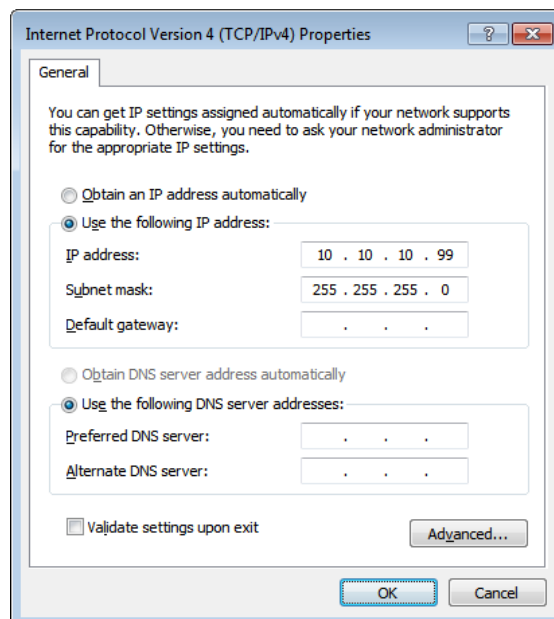 Internet Protocol Version 4 (TCP/IPv4) Properties
?
General
You can get IP settings assigned automatically if your network supports
this capability. Otherwise, you need to ask your network administrator
for the appropriate IP settings.
Obtain an IP address automatically
Use the following IP address:
IP address: 10 . 10 . 10 . 99
Subnet mask: 255 . 255 . 255 . 0
Default gateway: . . .
Obtain DNS server address automatically
Use the following DNS server addresses:
Preferred DNS server: . . .
Alternate DNS server: . . .
Validate settings upon exit
Advanced...
OK Cancel